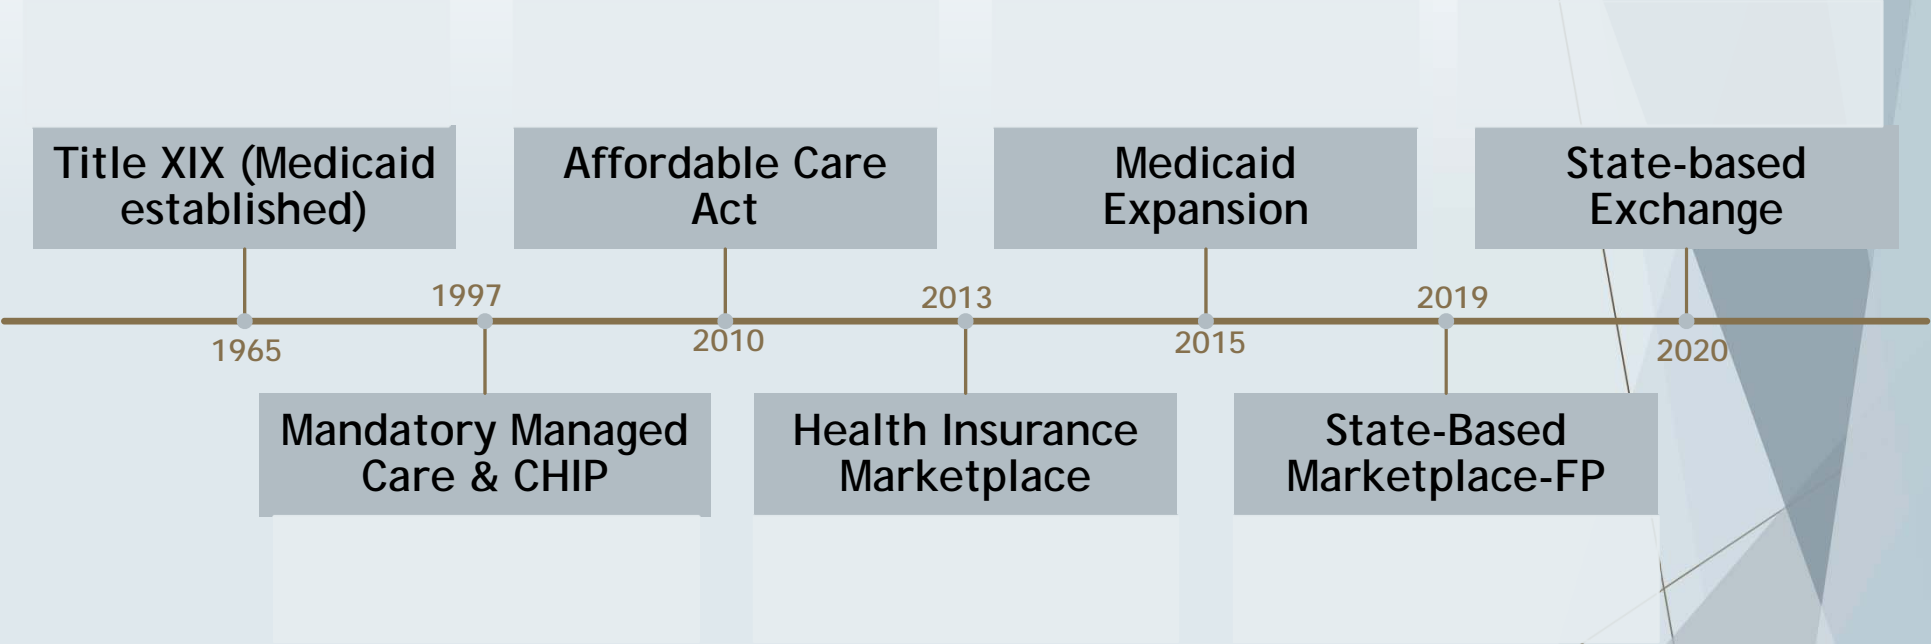 Title XIX (Medicaid
established)
Affordable Care
Act
Medicaid
Expansion
State-based
Exchange
1997
2013
2019
1965
2010
2015
2020
Mandatory Managed
Care & CHIP
Health Insurance
Marketplace
State-Based
Marketplace-FP